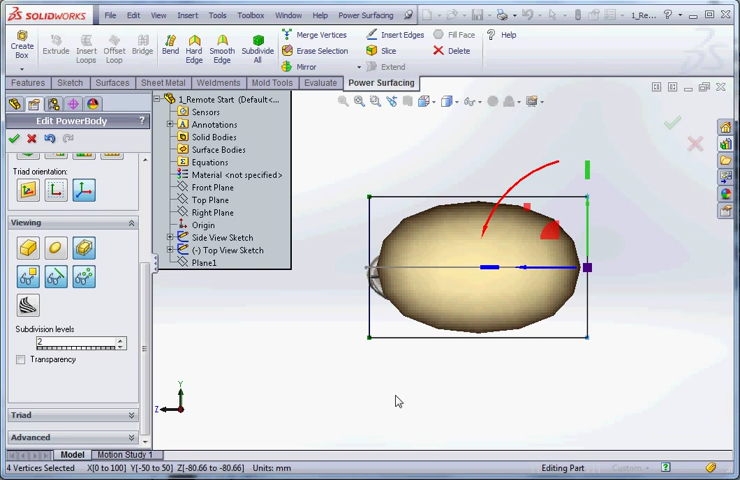 SOLIDWORKS File Edit View Insert Tools Toolbox Window Help Power Surfacing 1_Re... ?
Create Box Extrude Insert Loops Offset Loop Bridge Bend Hard Edge Smooth Edge Subdivide All Merge Vertices Insert Edges Fill Face Help
Erase Selection Slice Delete
Mirror Extend
Features Sketch Surfaces Sheet Metal Weldments Mold Tools Evaluate Power Surfacing
Edit PowerBody ?
Triad orientation:
Viewing
Subdivision levels
2
Transparency
Triad
Advanced
1_Remote Start (Default<...
Sensors
Annotations
Solid Bodies
Surface Bodies
Equations
Material <not specified>
Front Plane
Top Plane
Right Plane
Origin
Side View Sketch
(-) Top View Sketch
Plane1
Y
Z
Model Motion Study 1
4 Vertices Selected X[0 to 100] Y[-50 to 50] Z[-80.66 to -80.66] Units: mm Editing Part Custom